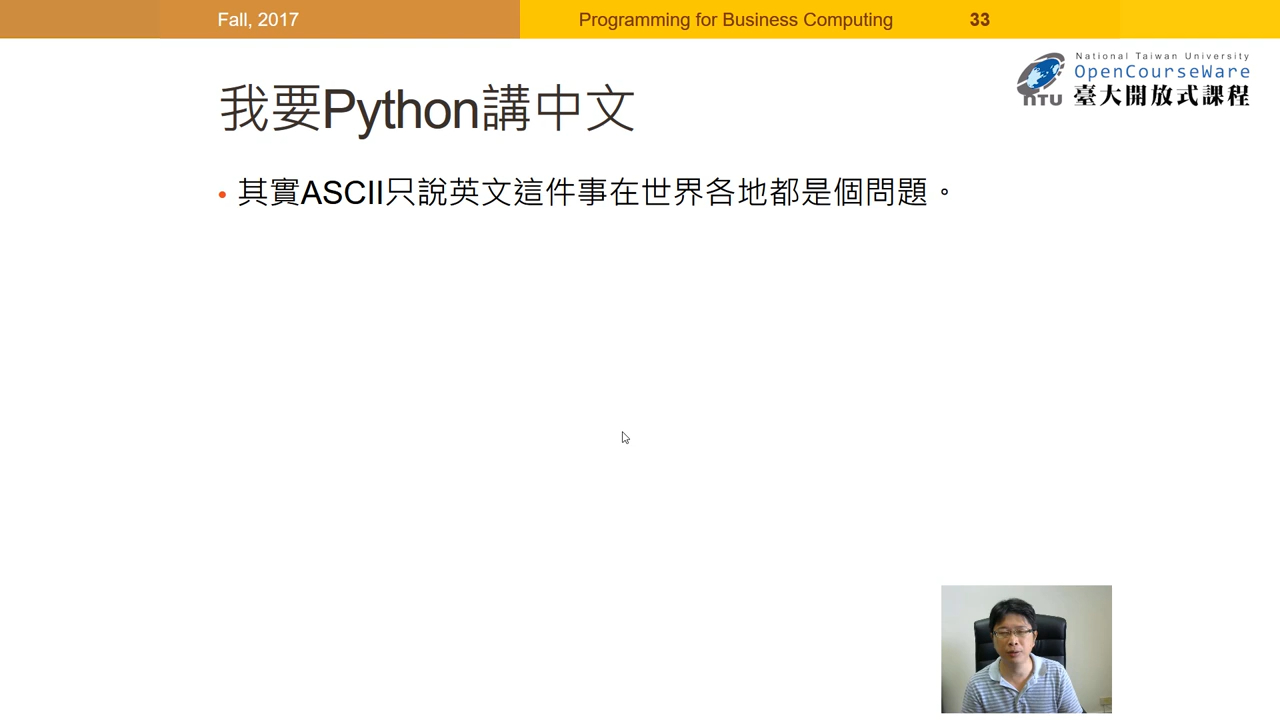 Fall, 2017
Programming for Business Computing
33
National Taiwan University
OpenCourseWare
NTU 臺大開放式課程
我要Python講中文
• 其實ASCII只說英文這件事在世界各地都是個問題。